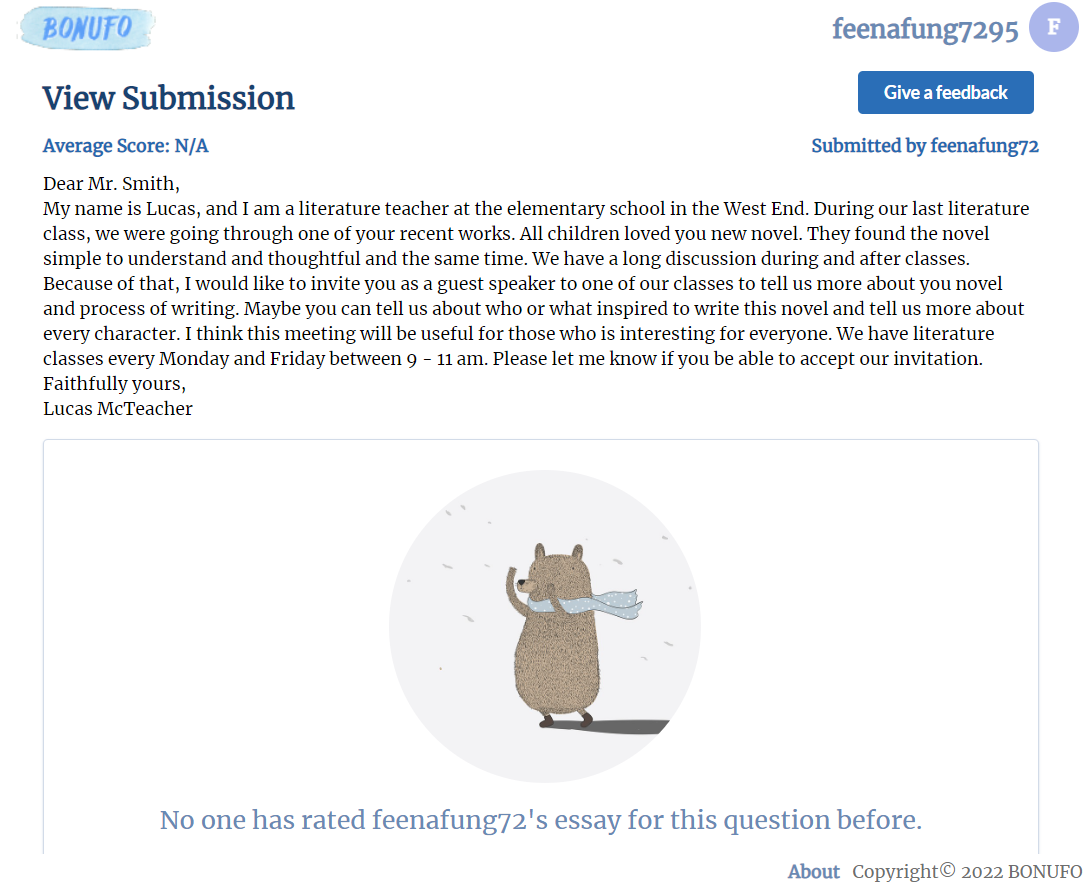 BONUFO
feenafung7295
F
View Submission
Give a feedback
Average Score: N/A
Submitted by feenafung72
Dear Mr. Smith,
My name is Lucas, and I am a literature teacher at the elementary school in the West End. During our last literature
class, we were going through one of your recent works. All children loved you new novel. They found the novel
simple to understand and thoughtful and the same time. We have a long discussion during and after classes.
Because of that, I would like to invite you as a guest speaker to one of our classes to tell us more about you novel
and process of writing. Maybe you can tell us about who or what inspired to write this novel and tell us more about
every character. I think this meeting will be useful for those who is interesting for everyone. We have literature
classes every Monday and Friday between 9 - 11 am. Please let me know if you be able to accept our invitation.
Faithfully yours,
Lucas McTeacher
No one has rated feenafung72's essay for this question before.
About Copyright© 2022 BONUFO